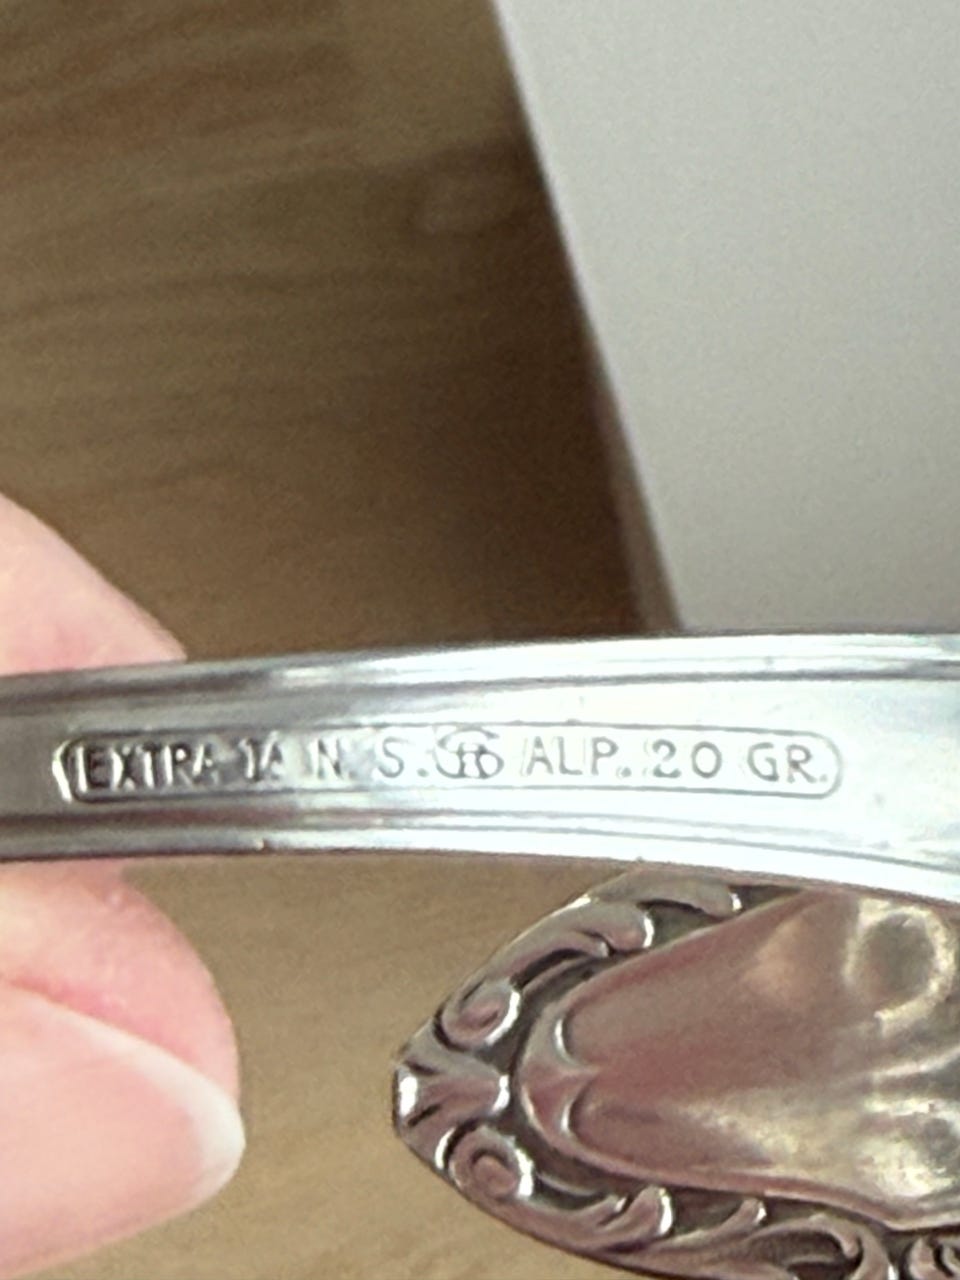 EXTRA 1A N.S. ALP. 20 GR.